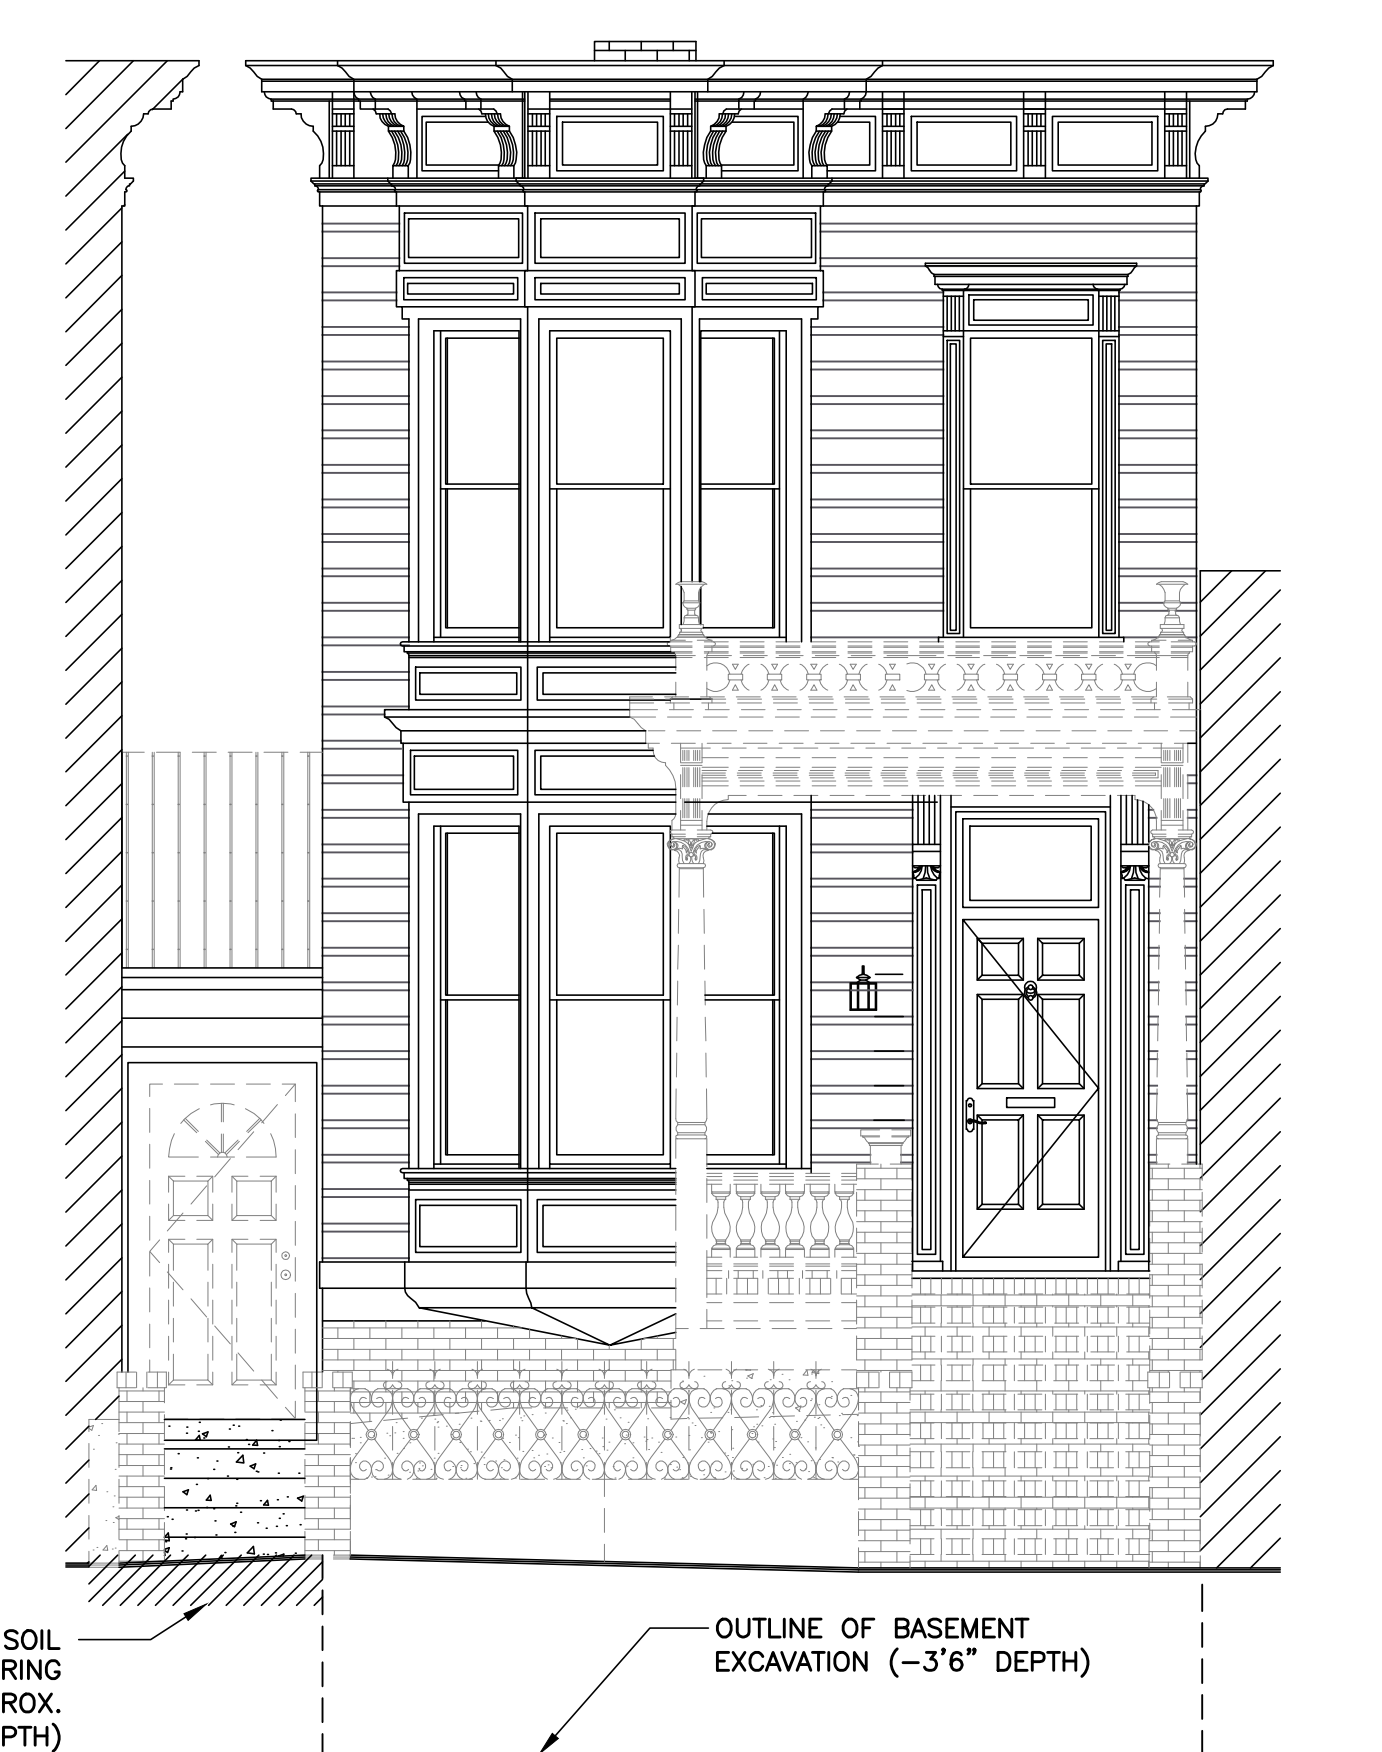 SOIL
RING
ROX.
PTH)
OUTLINE OF BASEMENT
EXCAVATION (-3'6" DEPTH)